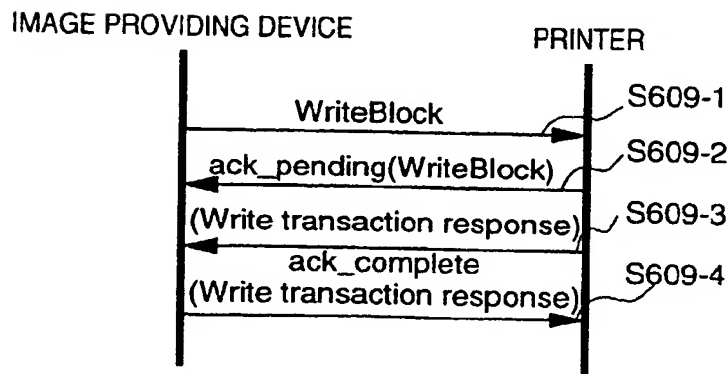 IMAGE PROVIDING DEVICE
PRINTER
WriteBlock
S609-1
ack_pending(WriteBlock)
S609-2
(Write transaction response)
S609-3
ack_complete
(Write transaction response)
S609-4